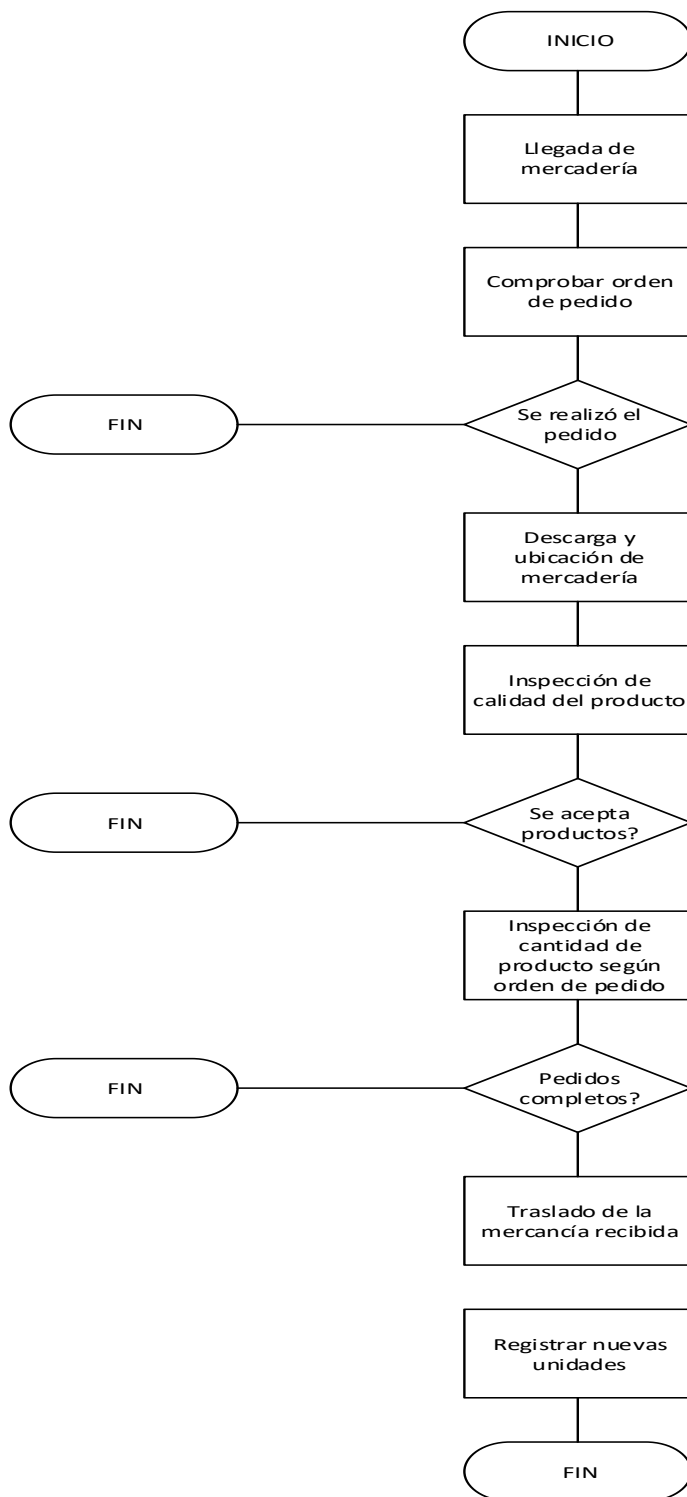 INICIO
Llegada de
mercadería
Comprobar orden
de pedido
Se realizó el
pedido
FIN
Descarga y
ubicación de
mercadería
Inspección de
calidad del producto
Se acepta
productos?
FIN
Inspección de
cantidad de
producto según
orden de pedido
Pedidos
completos?
FIN
Traslado de la
mercancía recibida
Registrar nuevas
unidades
FIN